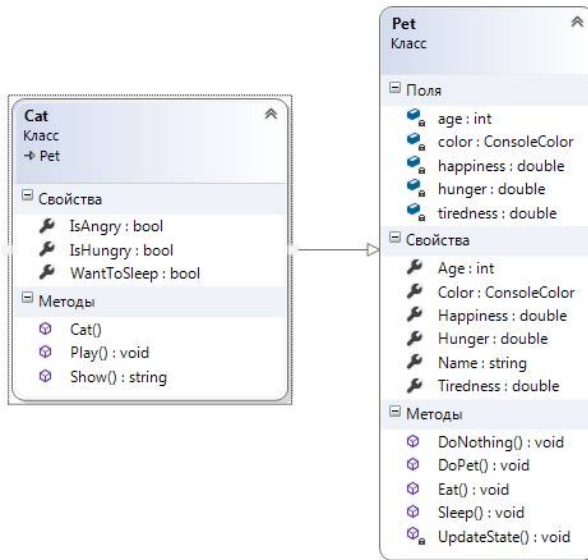 Cat
Класс
Pet
Свойства
IsAngry : bool
IsHungry : bool
WantToSleep : bool
Методы
Cat()
Play() : void
Show() : string
Pet
Класс
Поля
age : int
color : ConsoleColor
happiness : double
hunger : double
tiredness : double
Свойства
Age : int
Color : ConsoleColor
Happiness : double
Hunger : double
Name : string
Tiredness : double
Методы
DoNothing() : void
DoPet() : void
Eat() : void
Sleep() : void
UpdateState() : void